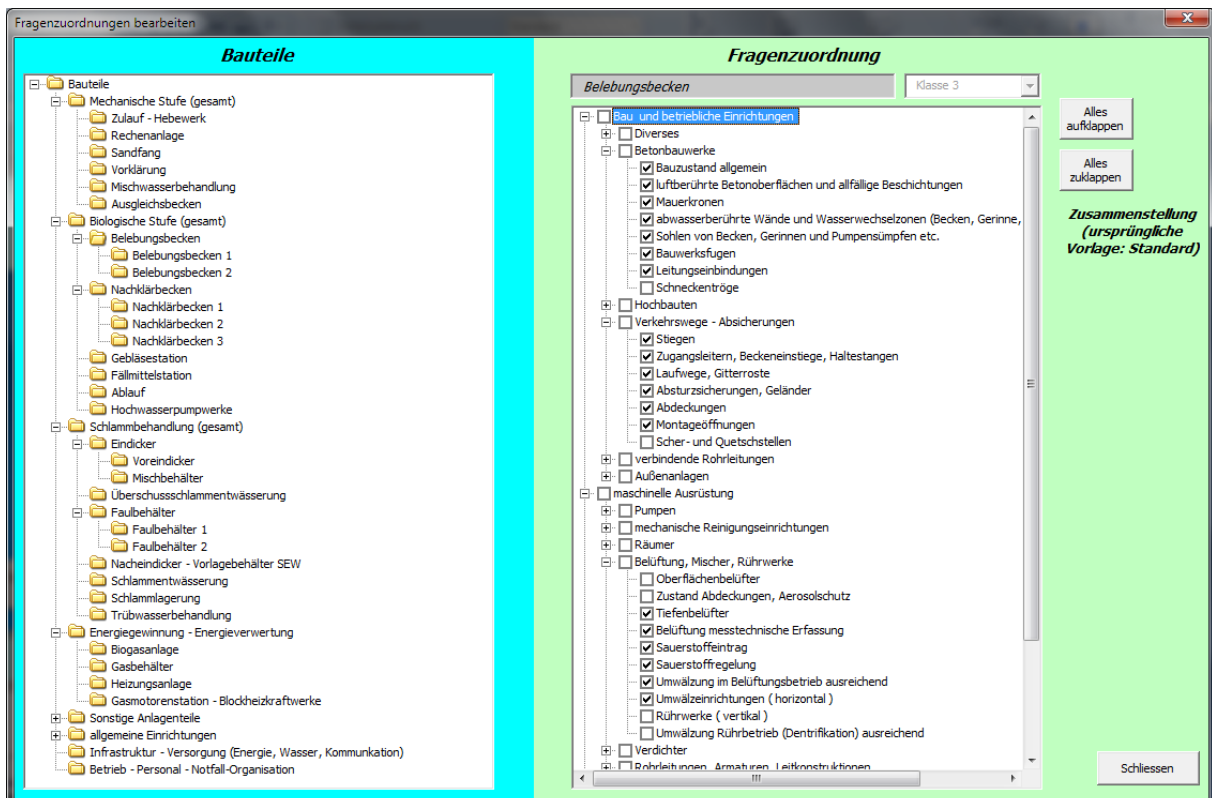 Fragenzuordnungen bearbeiten
Bauteile
Bauteile
Mechanische Stufe (gesamt)
Zulauf - Hebewerk
Rechenanlage
Sandfang
Vorklärung
Mischwasserbehandlung
Ausgleichsbecken
Biologische Stufe (gesamt)
Belebungsbecken
Belebungsbecken 1
Belebungsbecken 2
Nachklärbecken
Nachklärbecken 1
Nachklärbecken 2
Nachklärbecken 3
Gebläsestation
Fällmittelstation
Ablauf
Hochwasserpumpwerke
Schlammbehandlung (gesamt)
Eindicker
Voreindicker
Mischbehälter
Überschussschlammentwässerung
Faulbehälter
Faulbehälter 1
Faulbehälter 2
Nacheindicker - Vorlagebehälter SEW
Schlammentwässerung
Schlammlagerung
Trübwasserbehandlung
Energiegewinnung - Energieverwertung
Biogasanlage
Gasbehälter
Heizungsanlage
Gasmotorenstation - Blockheizkraftwerke
Sonstige Anlagenteile
allgemeine Einrichtungen
Infrastruktur - Versorgung (Energie, Wasser, Kommunkation)
Betrieb - Personal - Notfall-Organisation
Fragenzuordnung
Belebungsbecken
Klasse 3
Bau und betriebliche Einrichtungen
Diverses
Betonbauwerke
Bauzustand allgemein
luftberührte Betonoberflächen und allfällige Beschichtungen
Mauerkronen
abwasserberührte Wände und Wasserwechselzonen (Becken, Gerinne,
Sohlen von Becken, Gerinnen und Pumpensümpfen etc.
Bauwerksfugen
Leitungseinbindungen
Schneckentröge
Hochbauten
Verkehrswege - Absicherungen
Stiegen
Zugangsleitern, Beckeneinstiege, Haltestangen
Laufwege, Gitterroste
Absturzsicherungen, Geländer
Abdeckungen
Montageöffnungen
Scher- und Quetschstellen
verbindende Rohrleitungen
Außenanlagen
maschinelle Ausrüstung
Pumpen
mechanische Reinigungseinrichtungen
Räumer
Belüftung, Mischer, Rührwerke
Oberflächenbelüfter
Zustand Abdeckungen, Aerosolschutz
Tiefenbelüfter
Belüftung messtechnische Erfassung
Sauerstoffeintrag
Sauerstoffregelung
Umwälzung im Belüftungsbetrieb ausreichend
Umwälzeinrichtungen ( horizontal )
Rührwerke ( vertikal )
Umwälzung Rührbetrieb (Dentrifikation) ausreichend
Verdichter
Rohrleitungen, Armaturen, Leitkonstruktionen
Alles
aufklappen
Alles
zuklappen
Zusammenstellung
(ursprüngliche
Vorlage: Standard)
Schliessen